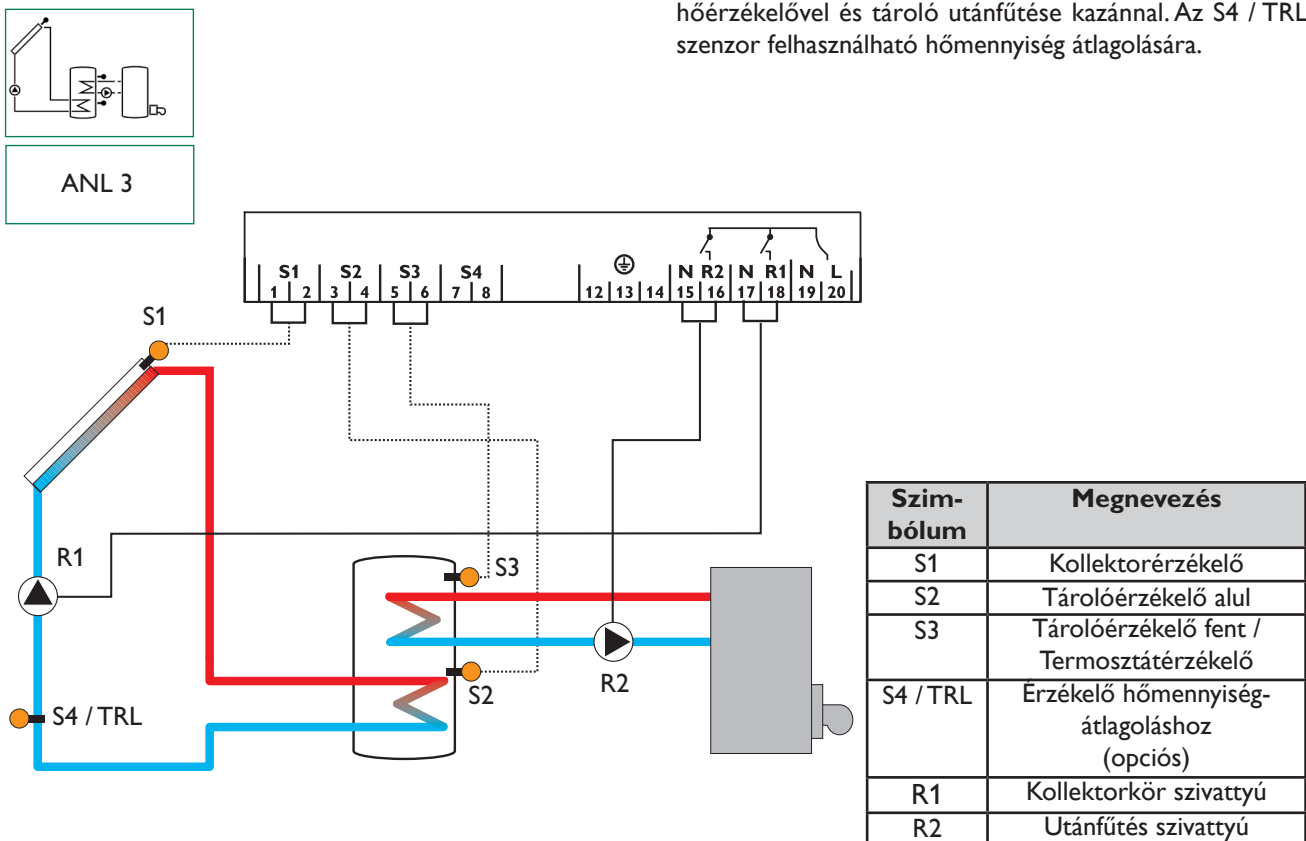 hőérzékelővel és tároló utánfűtése kazánnal. Az S4 / TRL
szenzor felhasználható hőmennyiség átlagolására.
ANL 3
S1 S2 S3 S4 N R2 N R1 N L
1 2 3 4 5 6 7 8 12 13 14 15 16 17 18 19 20
S1
R1
S3
S2
R2
S4 / TRL
Szim-
bólum
Megnevezés
S1 Kollektorérzékelő
S2 Tárolóérzékelő alul
S3 Tárolóérzékelő fent /
Termosztátérzékelő
S4 / TRL Érzékelő hőmennyiség-
átlagoláshoz
(opciós)
R1 Kollektorkör szivattyú
R2 Utánfűtés szivattyú